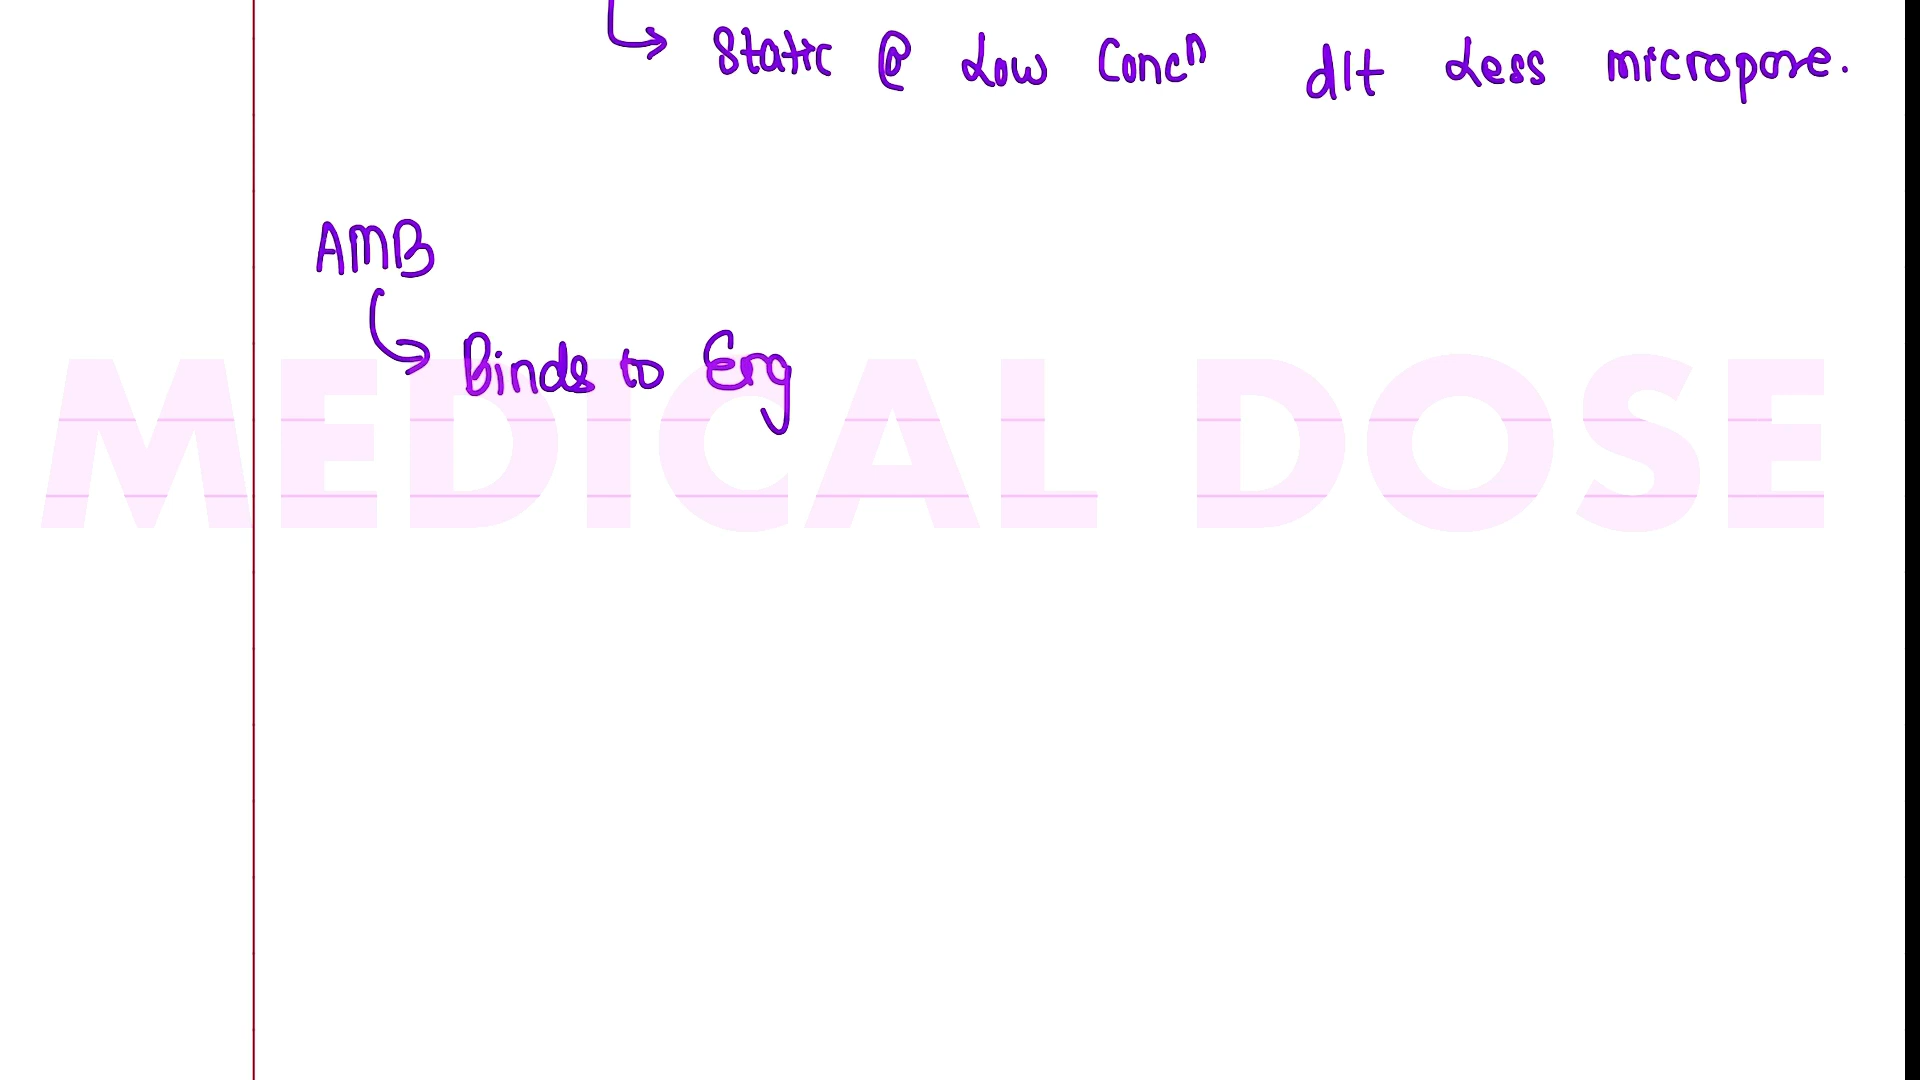 Static @ Low Concⁿ d/t Less micropore.
AMB
Binds to Erg
MEDICAL DOSE